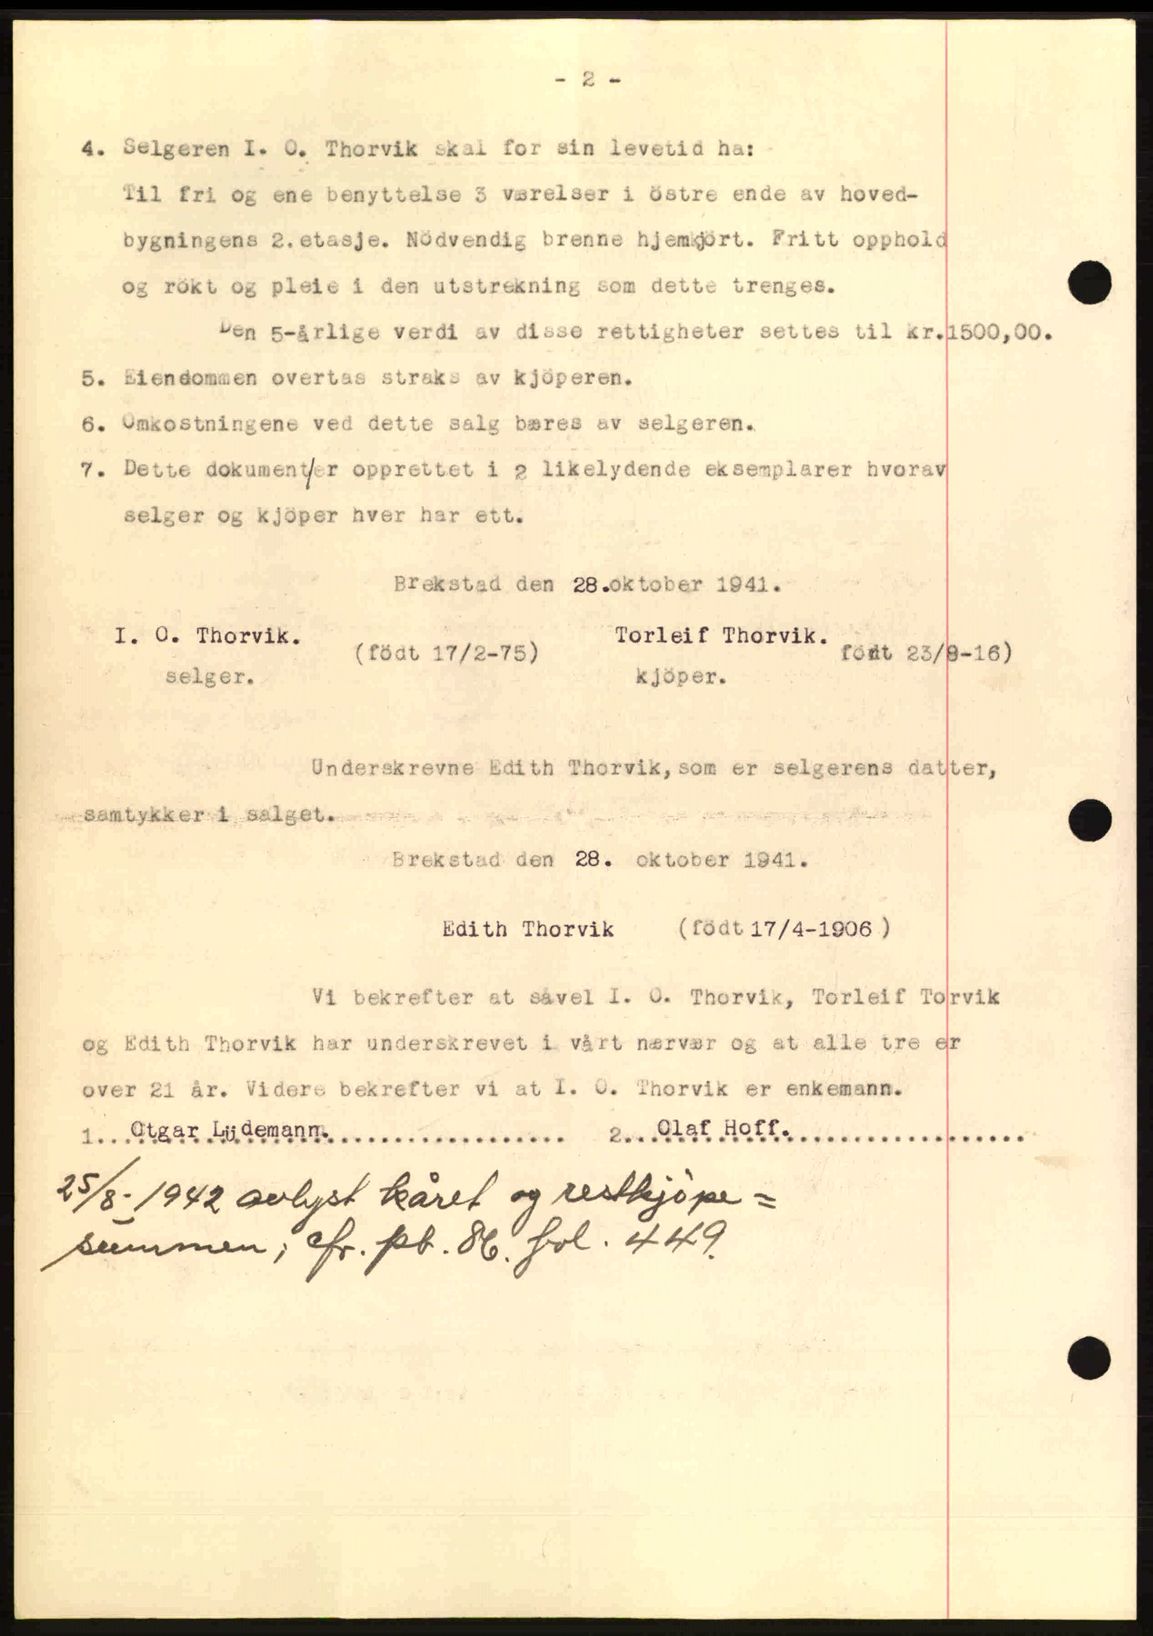 - 2 -
4. Selgeren I. O. Thorvik skal for sin levetid ha:
Til fri og ene benyttelse 3 værelser i östre ende av hoved-
bygningens 2. etasje. Nödvendig brenne hjemkjört. Fritt opphold
og rökt og pleie i den utstrekning som dette trenges.
Den 5-årlige verdi av disse rettigheter settes til kr.1500,00.
5. Eiendommen overtas straks av kjöperen.
6. Omkostningene ved dette salg bæres av selgeren.
7. Dette dokument/er opprettet i 2 likelydende eksemplarer hvorav
selger og kjöper hver har ett.
Brekstad den 28.oktober 1941.
I. O. Thorvik. (födt 17/2-75) Torleif Thorvik. födt 23/8-16)
selger. kjöper.
Underskrevne Edith Thorvik, som er selgerens datter,
samtykker i salget.
Brekstad den 28. oktober 1941.
Edith Thorvik (födt 17/4-1906 )
Vi bekrefter at såvel I. O. Thorvik, Torleif Torvik
og Edith Thorvik har underskrevet i vårt nærvær og at alle tre er
over 21 år. Videre bekrefter vi at I. O. Thorvik er enkemann.
1...Otgar Lüdemann........................ 2...Olaf Hoff........................
25/8-1942 avlyst kåret og restkjöpe=
summen; cfr. pb. 86. fol. 449.